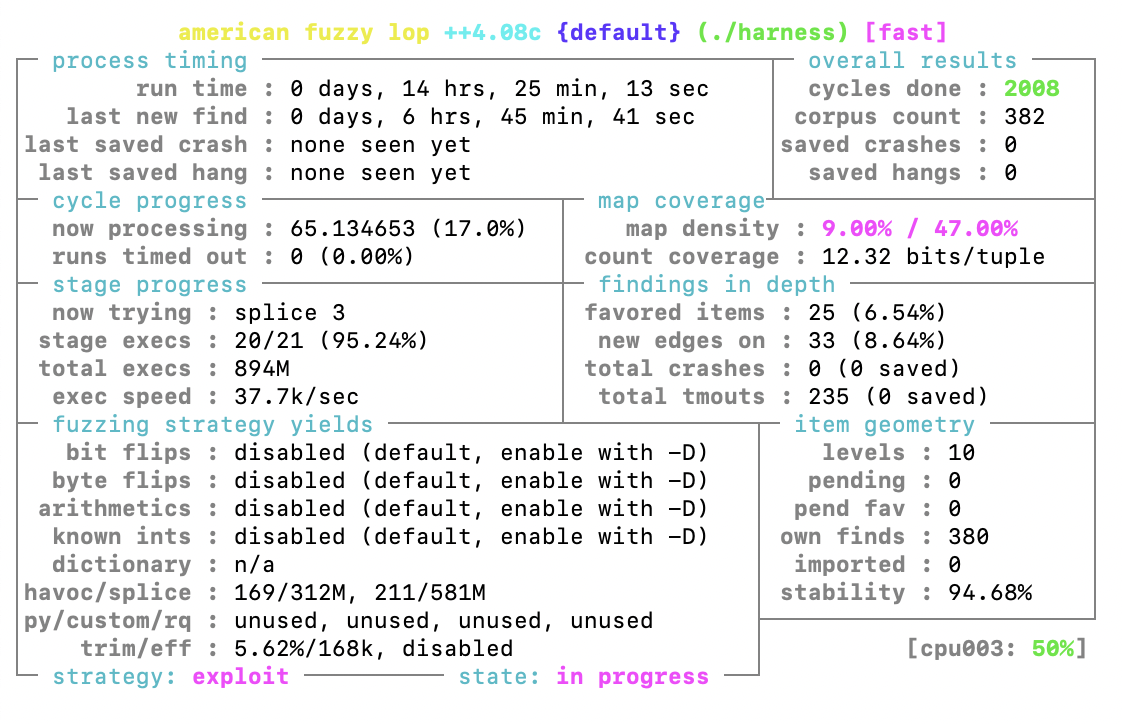 american fuzzy lop ++4.08c {default} (./harness) [fast]
process timing overall results
run time : 0 days, 14 hrs, 25 min, 13 sec cycles done : 2008
last new find : 0 days, 6 hrs, 45 min, 41 sec corpus count : 382
last saved crash : none seen yet saved crashes : 0
last saved hang : none seen yet saved hangs : 0
cycle progress map coverage
now processing : 65.134653 (17.0%) map density : 9.00% / 47.00%
runs timed out : 0 (0.00%) count coverage : 12.32 bits/tuple
stage progress findings in depth
now trying : splice 3 favored items : 25 (6.54%)
stage execs : 20/21 (95.24%) new edges on : 33 (8.64%)
total execs : 894M total crashes : 0 (0 saved)
exec speed : 37.7k/sec total tmouts : 235 (0 saved)
fuzzing strategy yields item geometry
bit flips : disabled (default, enable with -D) levels : 10
byte flips : disabled (default, enable with -D) pending : 0
arithmetics : disabled (default, enable with -D) pend fav : 0
known ints : disabled (default, enable with -D) own finds : 380
dictionary : n/a imported : 0
havoc/splice : 169/312M, 211/581M stability : 94.68%
py/custom/rq : unused, unused, unused, unused
trim/eff : 5.62%/168k, disabled [cpu003: 50%]
strategy: exploit state: in progress